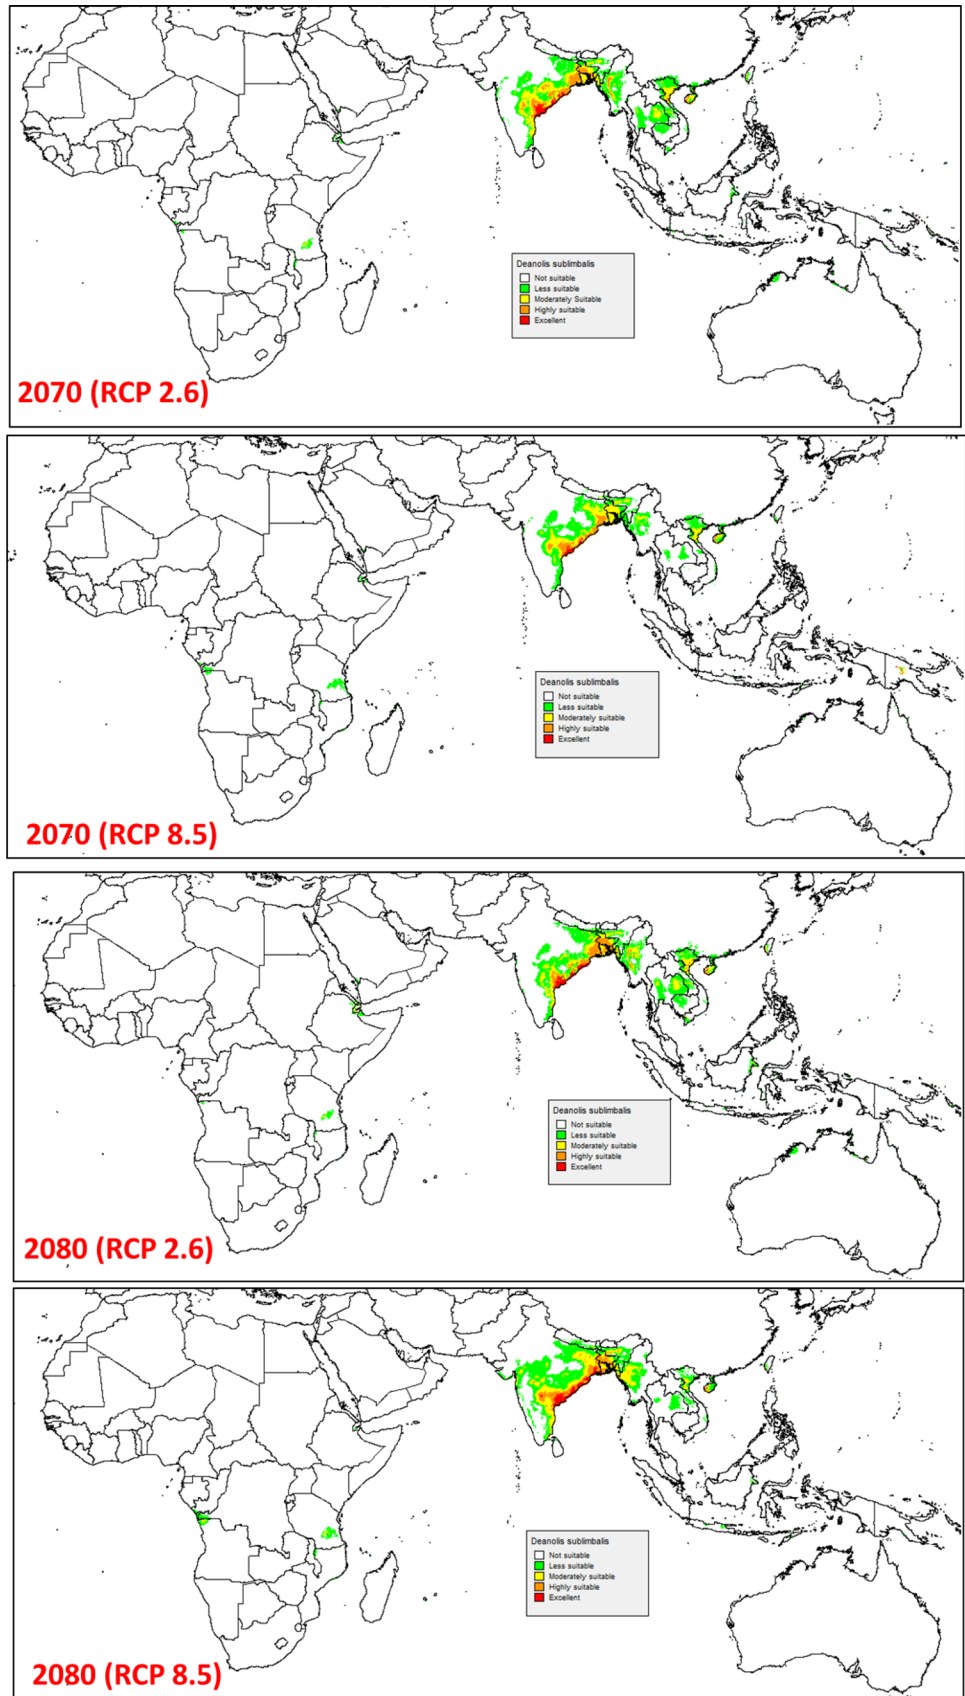 Deanolis sublimbalis
Not suitable
Less suitable
Moderately Suitable
Highly suitable
Excellent
2070 (RCP 2.6)
Deanolis sublimbalis
Not suitable
Less suitable
Moderately suitable
Highly suitable
Excellent
2070 (RCP 8.5)
Deanolis sublimbalis
Not suitable
Less suitable
Moderately suitable
Highly suitable
Excellent
2080 (RCP 2.6)
Deanolis sublimbalis
Not suitable
Less suitable
Moderately suitable
Highly suitable
Excellent
2080 (RCP 8.5)